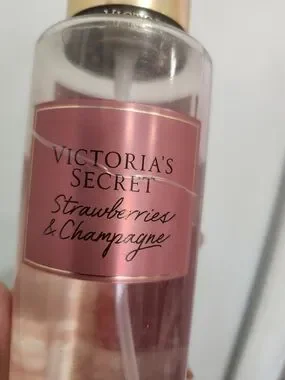 VICTORIA'S
SECRET
Strawberries
& Champagne